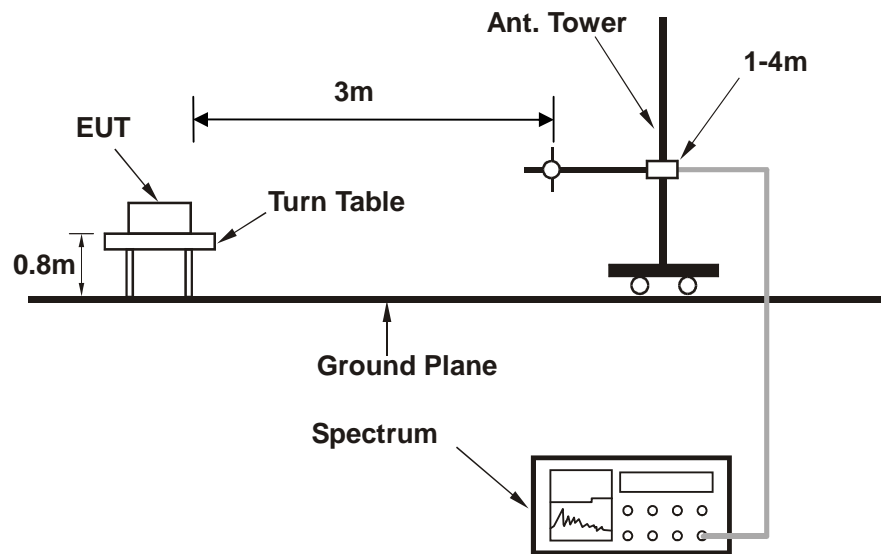 Ant. Tower
1-4m
3m
EUT
Turn Table
0.8m
Ground Plane
Spectrum